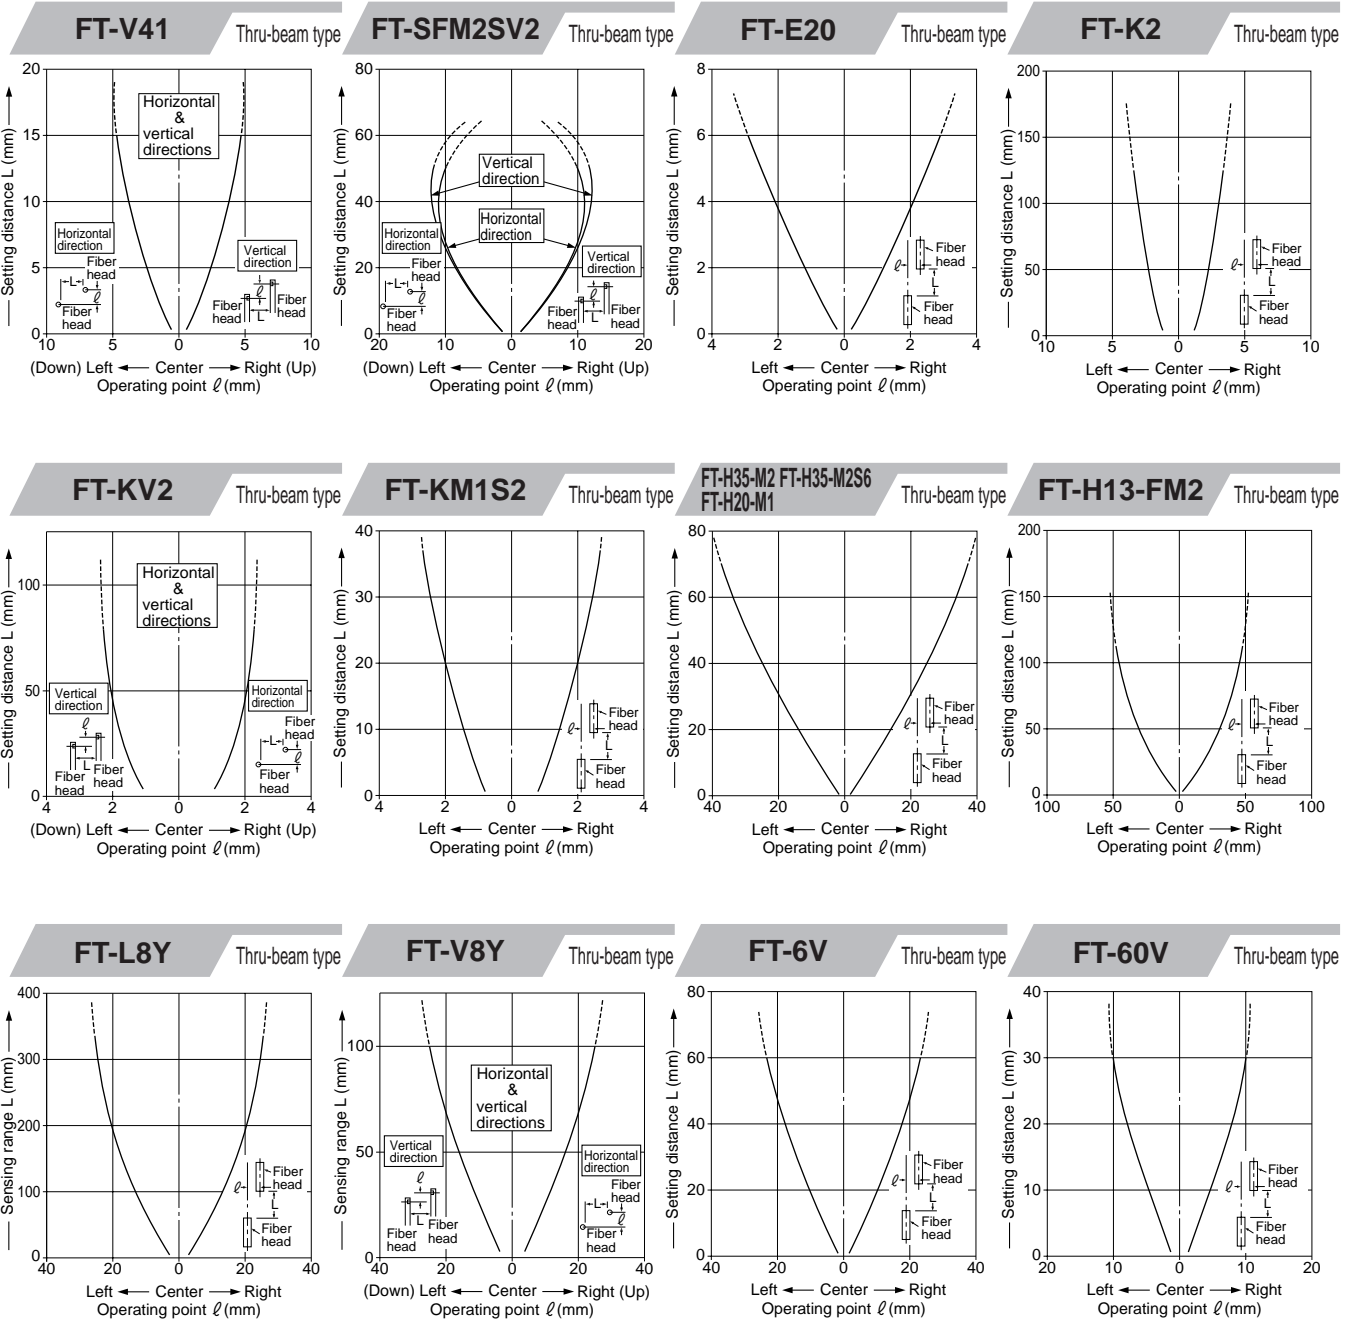 FT-V41
Thru-beam type
20
15
10
5
0
Setting distance L (mm)
Horizontal
&
vertical
directions
Horizontal
direction
Fiber
head
L
ℓ
Fiber
head
Vertical
direction
ℓ
Fiber
head
L
Fiber
head
10 5 0 5 10
(Down) Left Center Right (Up)
Operating point ℓ (mm)
FT-SFM2SV2
Thru-beam type
80
60
40
20
0
Setting distance L (mm)
Vertical
direction
Horizontal
direction
Horizontal
direction
Fiber
head
L
ℓ
Fiber
head
Vertical
direction
ℓ
Fiber
head
L
Fiber
head
20 10 0 10 20
(Down) Left Center Right (Up)
Operating point ℓ (mm)
FT-E20
Thru-beam type
8
6
4
2
0
Setting distance L (mm)
Fiber
head
ℓ
L
Fiber
head
4 2 0 2 4
Left Center Right
Operating point ℓ (mm)
FT-K2
Thru-beam type
200
150
100
50
0
Setting distance L (mm)
Fiber
head
ℓ
L
Fiber
head
10 5 0 5 10
Left Center Right
Operating point ℓ (mm)
FT-KV2
Thru-beam type
100
50
0
Setting distance L (mm)
Horizontal
&
vertical
directions
Vertical
direction
ℓ
L
Fiber
head
Fiber
head
Horizontal
direction
Fiber
head
L
ℓ
Fiber
head
4 2 0 2 4
(Down) Left Center Right (Up)
Operating point ℓ (mm)
FT-KM1S2
Thru-beam type
40
30
20
10
0
Setting distance L (mm)
Fiber
head
ℓ
L
Fiber
head
4 2 0 2 4
Left Center Right
Operating point ℓ (mm)
FT-H35-M2 FT-H35-M2S6
FT-H20-M1
Thru-beam type
80
60
40
20
0
Setting distance L (mm)
Fiber
head
ℓ
L
Fiber
head
40 20 0 20 40
Left Center Right
Operating point ℓ (mm)
FT-H13-FM2
Thru-beam type
200
150
100
50
0
Setting distance L (mm)
Fiber
head
ℓ
L
Fiber
head
100 50 0 50 100
Left Center Right
Operating point ℓ (mm)
FT-L8Y
Thru-beam type
400
300
200
100
0
Sensing range L (mm)
Fiber
head
ℓ
L
Fiber
head
40 20 0 20 40
Left Center Right
Operating point ℓ (mm)
FT-V8Y
Thru-beam type
100
50
0
Sensing range L (mm)
Horizontal
&
vertical
directions
Vertical
direction
ℓ
L
Fiber
head
Fiber
head
Horizontal
direction
Fiber
head
L
ℓ
Fiber
head
40 20 0 20 40
(Down) Left Center Right (Up)
Operating point ℓ (mm)
FT-6V
Thru-beam type
80
60
40
20
0
Setting distance L (mm)
Fiber
head
ℓ
L
Fiber
head
40 20 0 20 40
Left Center Right
Operating point ℓ (mm)
FT-60V
Thru-beam type
40
30
20
10
0
Setting distance L (mm)
Fiber
head
ℓ
L
Fiber
head
20 10 0 10 20
Left Center Right
Operating point ℓ (mm)